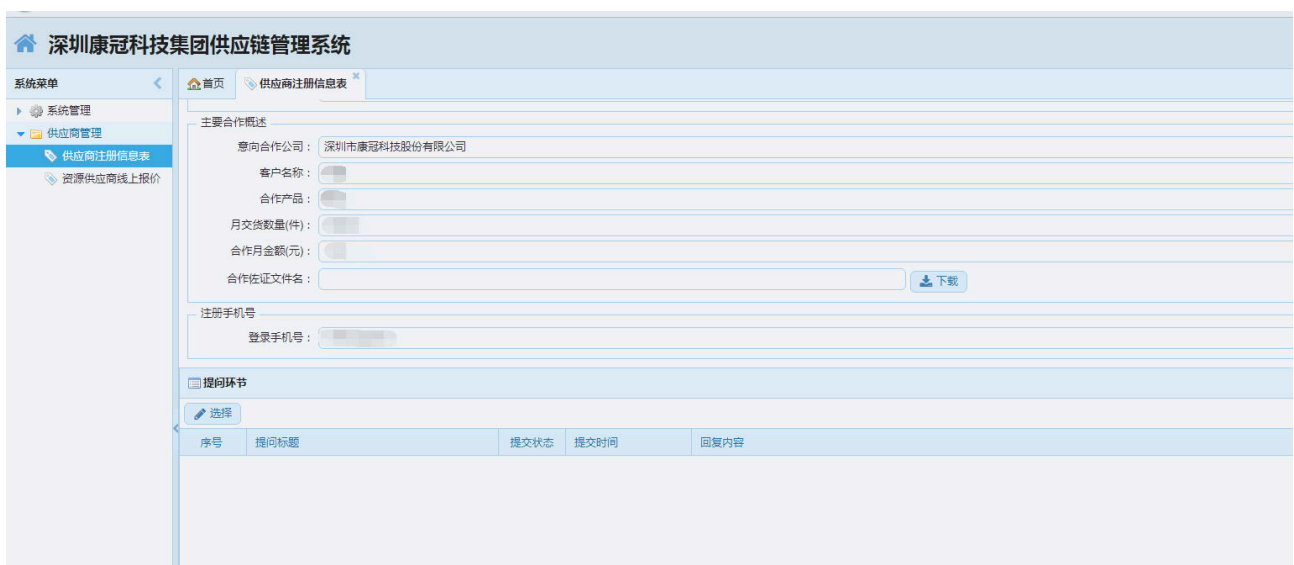 深圳康冠科技集团供应链管理系统
系统菜单
首页 供应商注册信息表
系统管理
供应商管理
供应商注册信息表
资源供应商线上报价
主要合作概述
意向合作公司： 深圳市康冠科技股份有限公司
客户名称：
合作产品：
月交货数量(件)：
合作月金额(元)：
合作佐证文件名： 下载
注册手机号
登录手机号：
提问环节
选择
序号 提问标题 提交状态 提交时间 回复内容